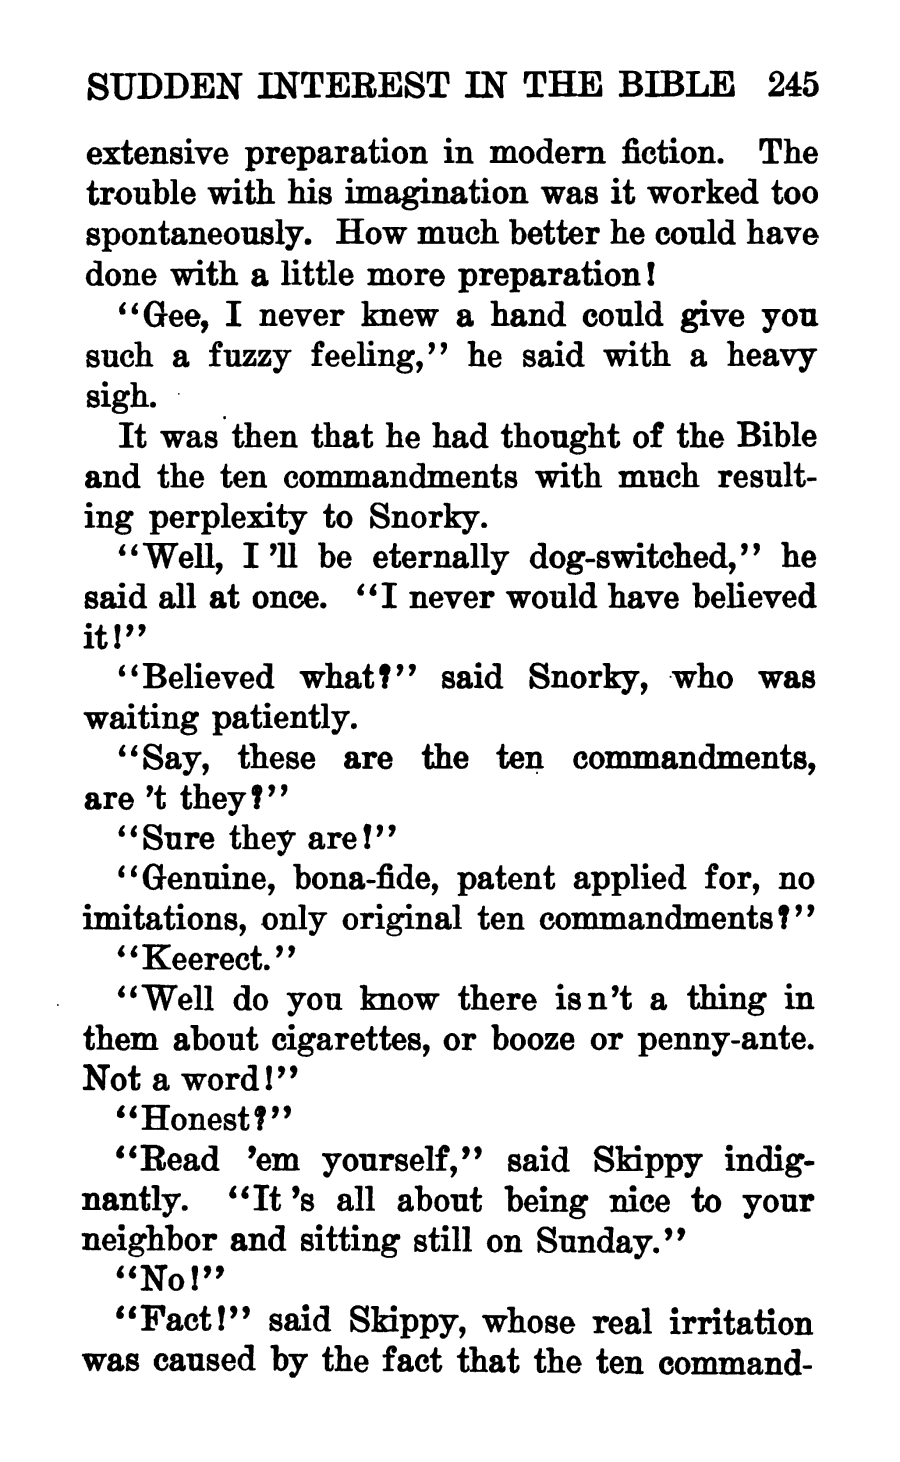 SUDDEN INTEREST IN THE BIBLE 245
extensive preparation in modern fiction. The
trouble with his imagination was it worked too
spontaneously. How much better he could have
done with a little more preparation!
“Gee, I never knew a hand could give you
such a fuzzy feeling,” he said with a heavy
sigh.
It was then that he had thought of the Bible
and the ten commandments with much result-
ing perplexity to Snorky.
“Well, I ’ll be eternally dog-switched,” he
said all at once. “I never would have believed
it!”
“Believed what?” said Snorky, who was
waiting patiently.
“Say, these are the ten commandments,
are ’t they?”
“Sure they are!”
“Genuine, bona-fide, patent applied for, no
imitations, only original ten commandments?”
“Keerect.”
“Well do you know there is n’t a thing in
them about cigarettes, or booze or penny-ante.
Not a word!”
“Honest?”
“Read ’em yourself,” said Skippy indig-
nantly. “It ’s all about being nice to your
neighbor and sitting still on Sunday.”
“No!”
“Fact!” said Skippy, whose real irritation
was caused by the fact that the ten command-